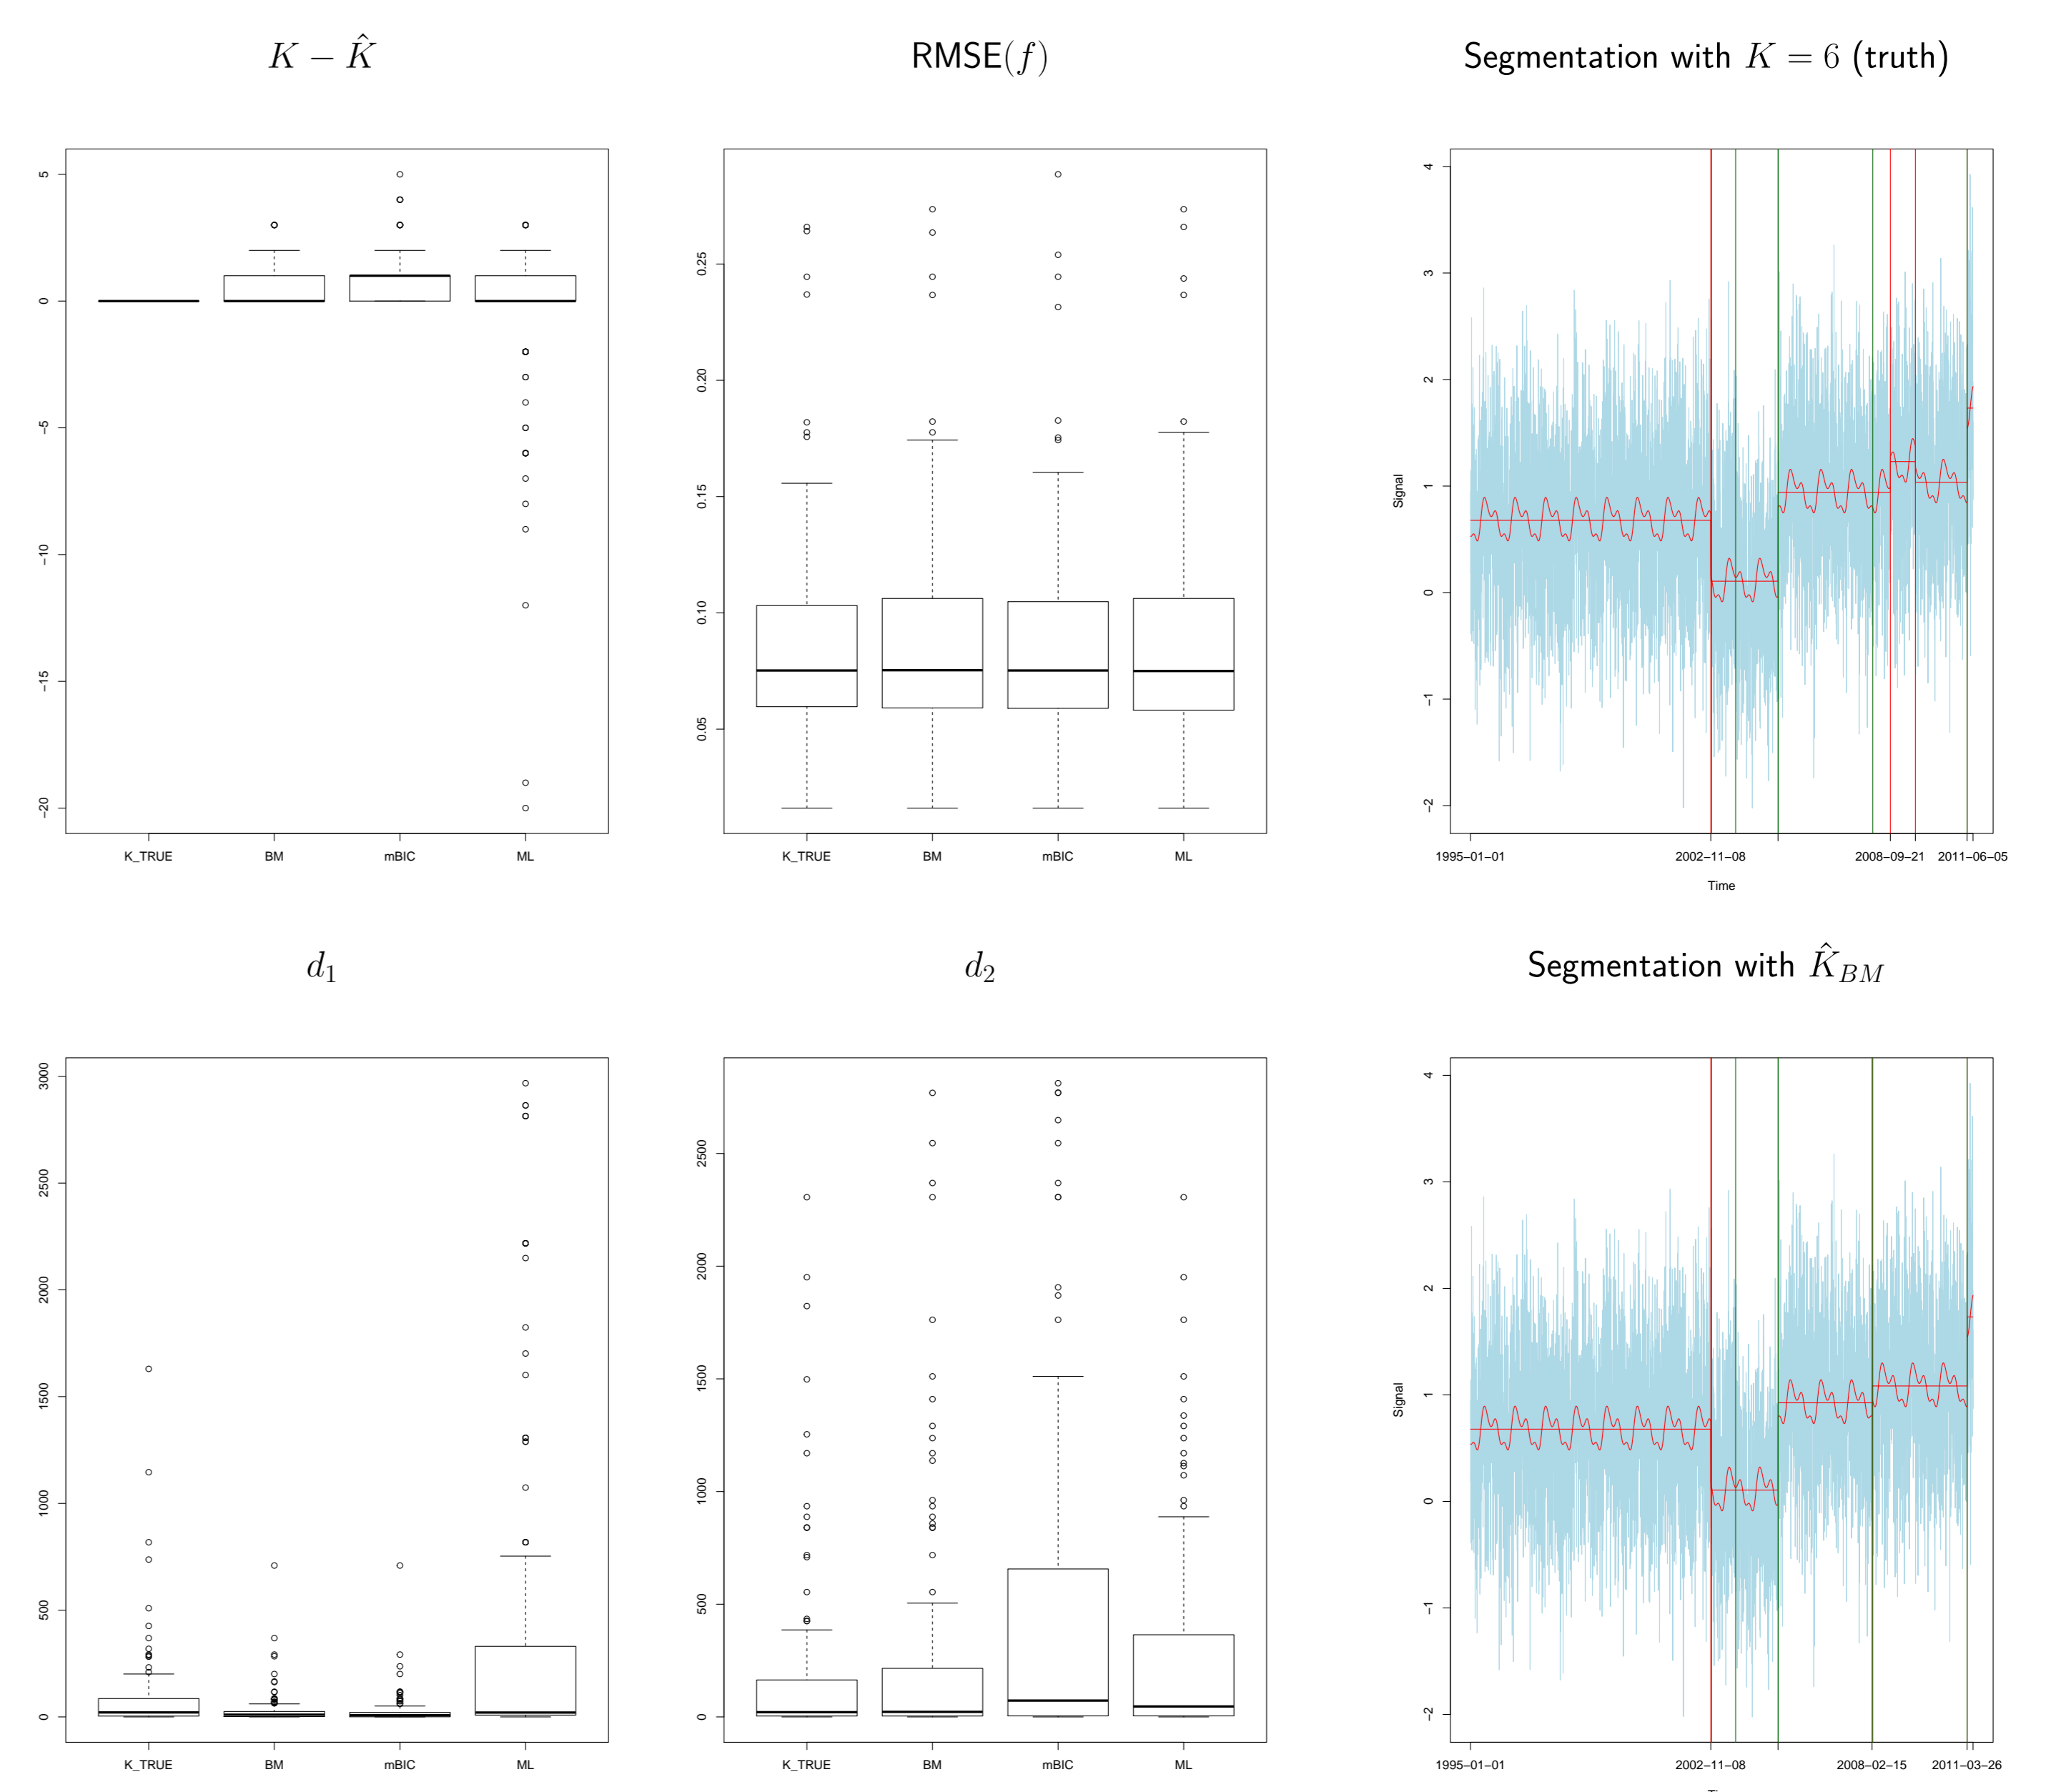 K − K̂
RMSE(f)
Segmentation with K = 6 (truth)
5
0
−5
−10
−15
−20
K_TRUE BM mBIC ML
0.25
0.20
0.15
0.10
0.05
K_TRUE BM mBIC ML
4
3
2
1
0
−1
−2
Signal
1995−01−01 2002−11−08 2008−09−21 2011−06−05
Time
d1
d2
Segmentation with K̂BM
3000
2500
2000
1500
1000
500
0
K_TRUE BM mBIC ML
2500
2000
1500
1000
500
0
K_TRUE BM mBIC ML
4
3
2
1
0
−1
−2
Signal
1995−01−01 2002−11−08 2008−02−15 2011−03−26